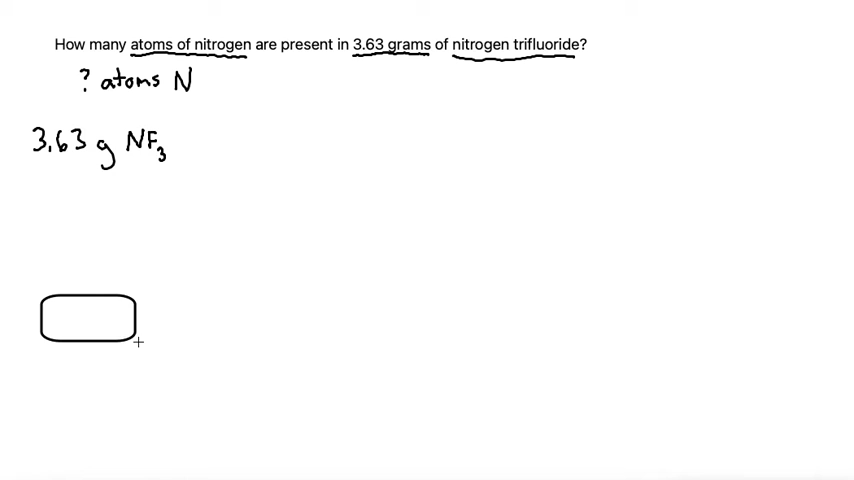 How many atoms of nitrogen are present in 3.63 grams of nitrogen trifluoride?
? atoms N
3.63 g NF₃